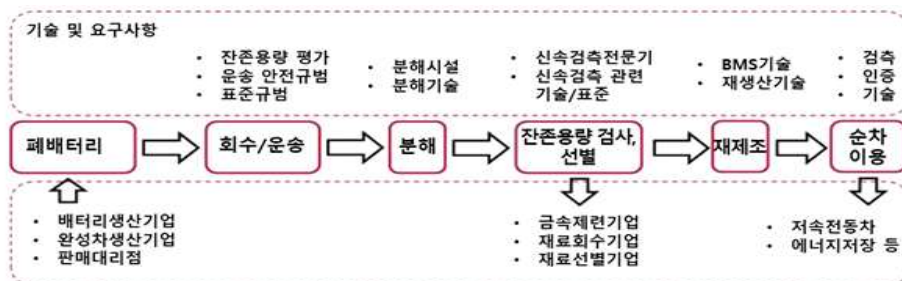 기술 및 요구사항
• 잔존용량 평가
• 운송 안전규범
• 표준규범
• 분해시설
• 분해기술
• 신속검측전문기
• 신속검측 관련
기술/표준
• BMS기술
• 재생산기술
• 검측
• 인증
• 기술
폐배터리
회수/운송
분해
잔존용량 검사,
선별
재제조
순차
이용
• 배터리생산기업
• 완성차생산기업
• 판매대리점
• 금속제련기업
• 재료회수기업
• 재료선별기업
• 저속전동차
• 에너지저장 등